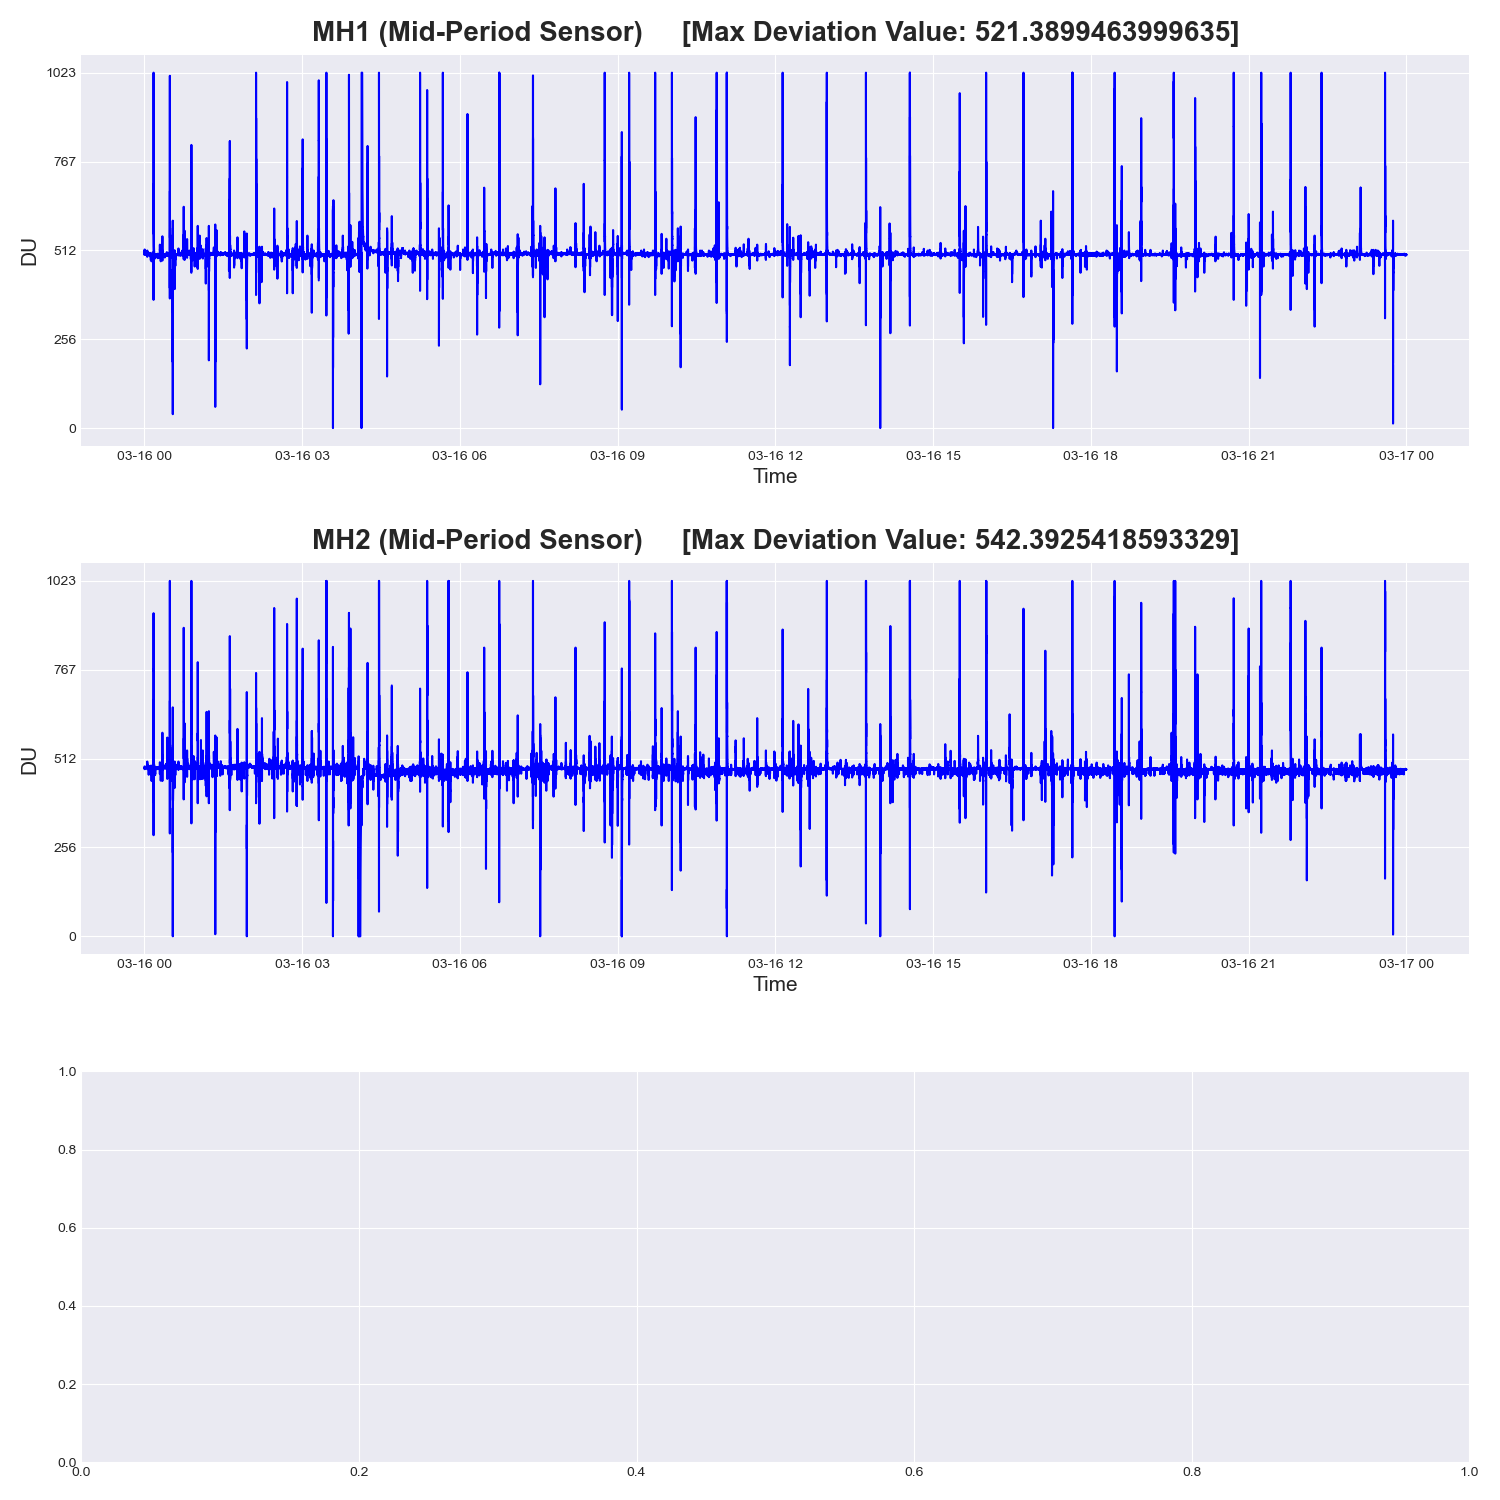 MH1 (Mid-Period Sensor) [Max Deviation Value: 521.3899463999635]
1023
767
512
256
0
DU
03-16 00 03-16 03 03-16 06 03-16 09 03-16 12 03-16 15 03-16 18 03-16 21 03-17 00
Time
MH2 (Mid-Period Sensor) [Max Deviation Value: 542.3925418593329]
1023
767
512
256
0
DU
03-16 00 03-16 03 03-16 06 03-16 09 03-16 12 03-16 15 03-16 18 03-16 21 03-17 00
Time
1.0
0.8
0.6
0.4
0.2
0.0
0.0 0.2 0.4 0.6 0.8 1.0